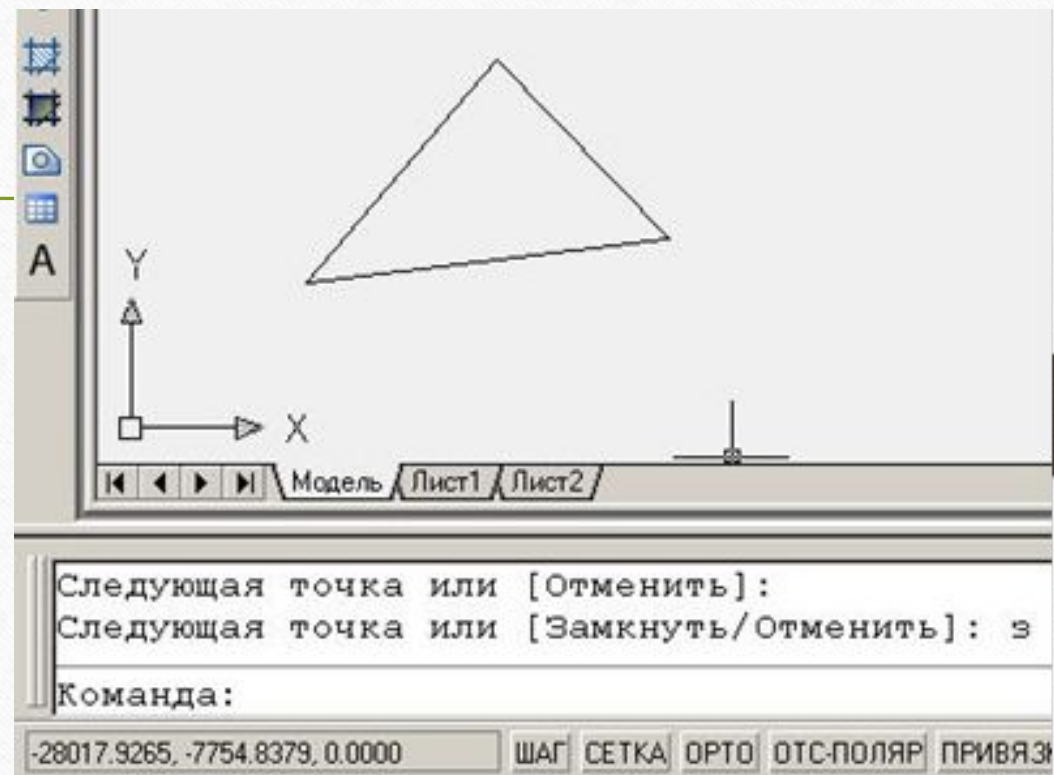 A
Y
X
Модель Лист1 Лист2
Следующая точка или [Отменить]:
Следующая точка или [Замкнуть/Отменить]: з
Команда:
-28017.9265, -7754.8379, 0.0000 ШАГ СЕТКА ОРТО ОТС-ПОЛЯР ПРИВЯЗ